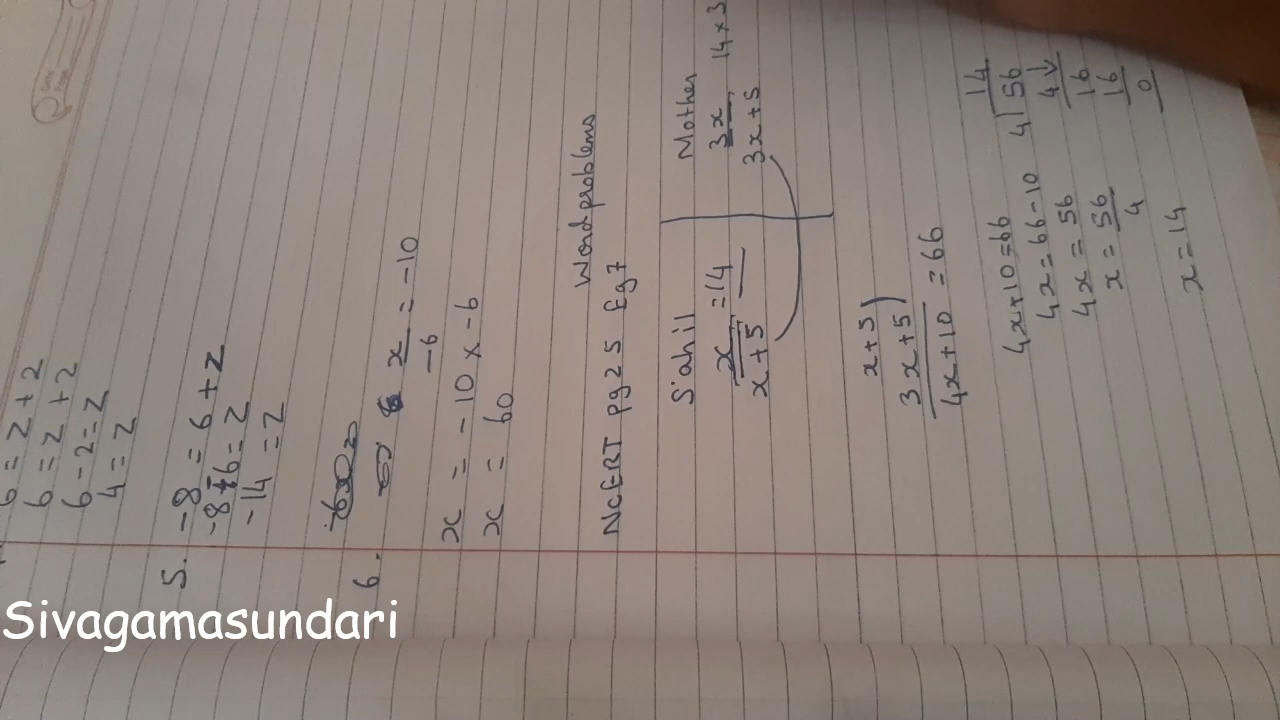 6 = z + 2
6 = z + 2
6 - 2 = z
4 = z
5. -8 = 6 + z
-8 - 6 = z
-14 = z
6. x/-6 = -10
x = -10 x -6
x = 60
Word problems
NCERT pg 25 Eg 7
Sahil Mother
x = 14 3x 14 x 3
x + 5 3x + 5
x + 5)
3x + 5)
4x + 10 = 66
4x + 10 = 66
4x = 66 - 10
4x = 56
x = 56/4
x = 14
14
4 56
4↓
16
16
0
Sivagamasundari